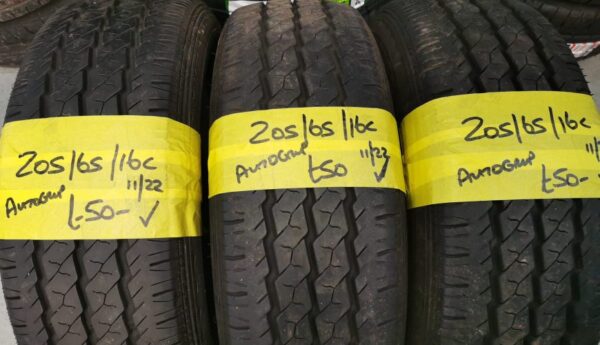 205/65/16c
11/22
AUTOGRIP
£50- ✓
205/65/16c
11/22
AUTOGRIP
£50 ✓
205/65/16c
AUTOGRIP
£50-